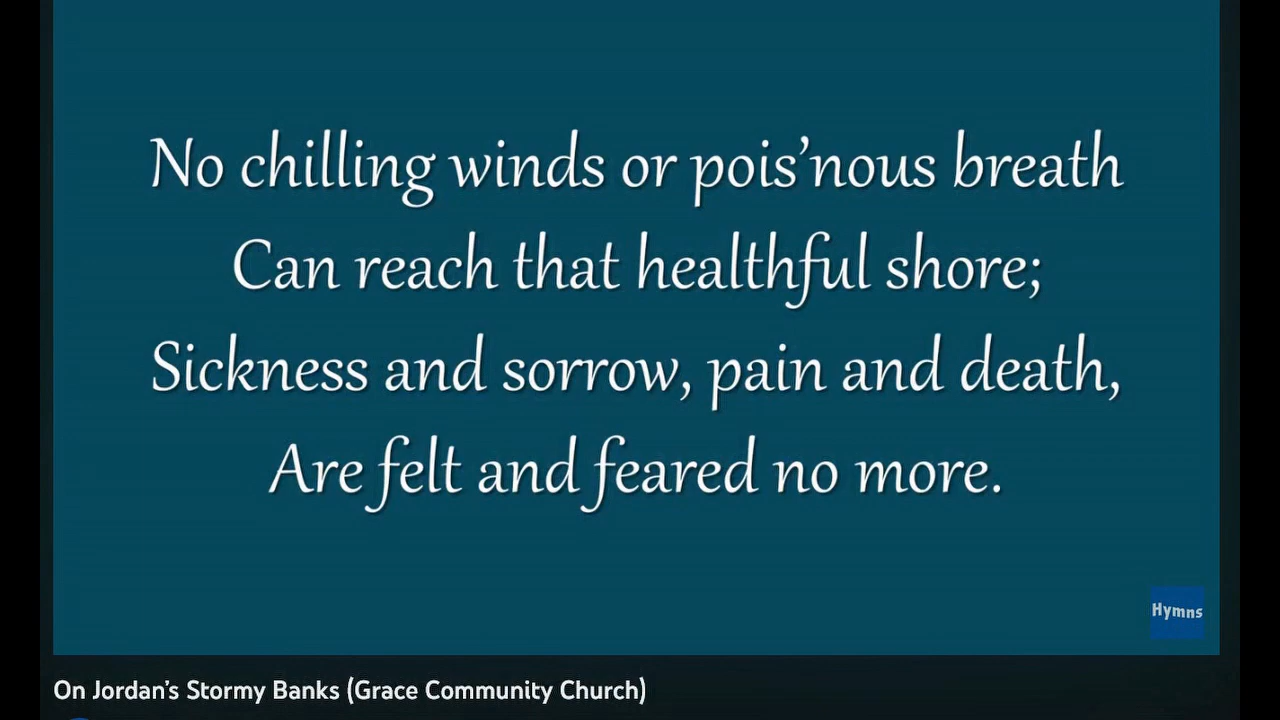 No chilling winds or pois’nous breath
Can reach that healthful shore;
Sickness and sorrow, pain and death,
Are felt and feared no more.
Hymns
On Jordan’s Stormy Banks (Grace Community Church)